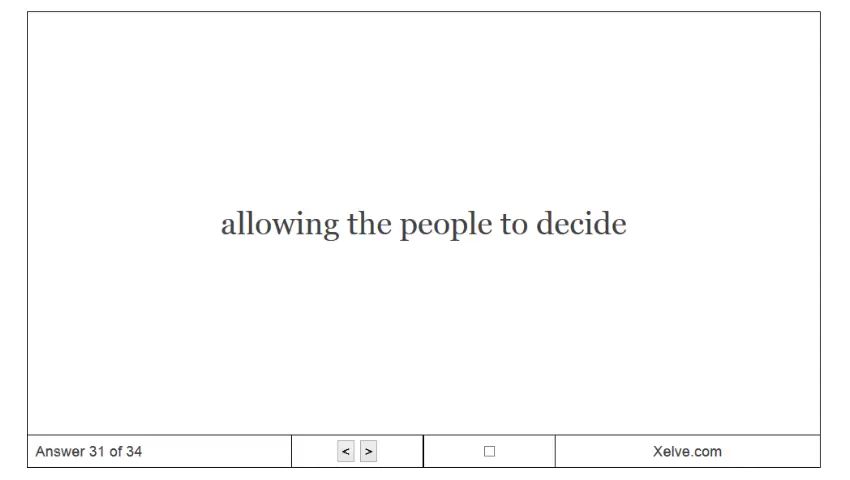 allowing the people to decide
Answer 31 of 34 < > Xelve.com